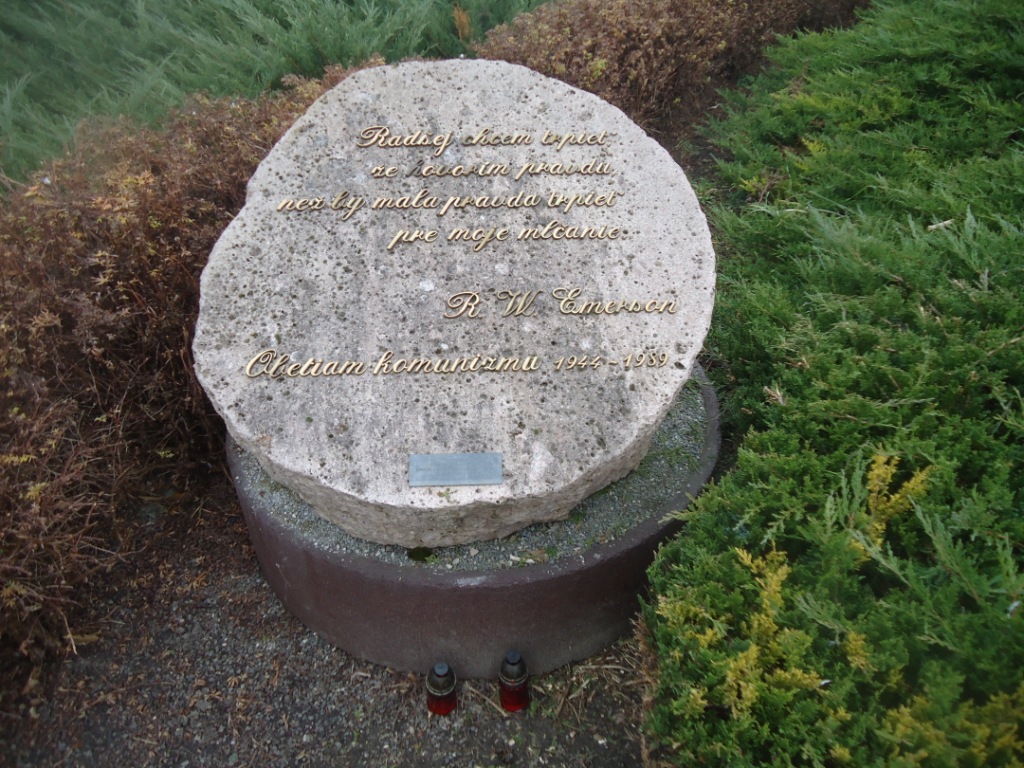 Radšej chcem trpieť,
že hovorím pravdu,
než by mala pravda trpieť
pre moje mlčanie.
R. W. Emerson
Obetiam komunizmu 1944-1989